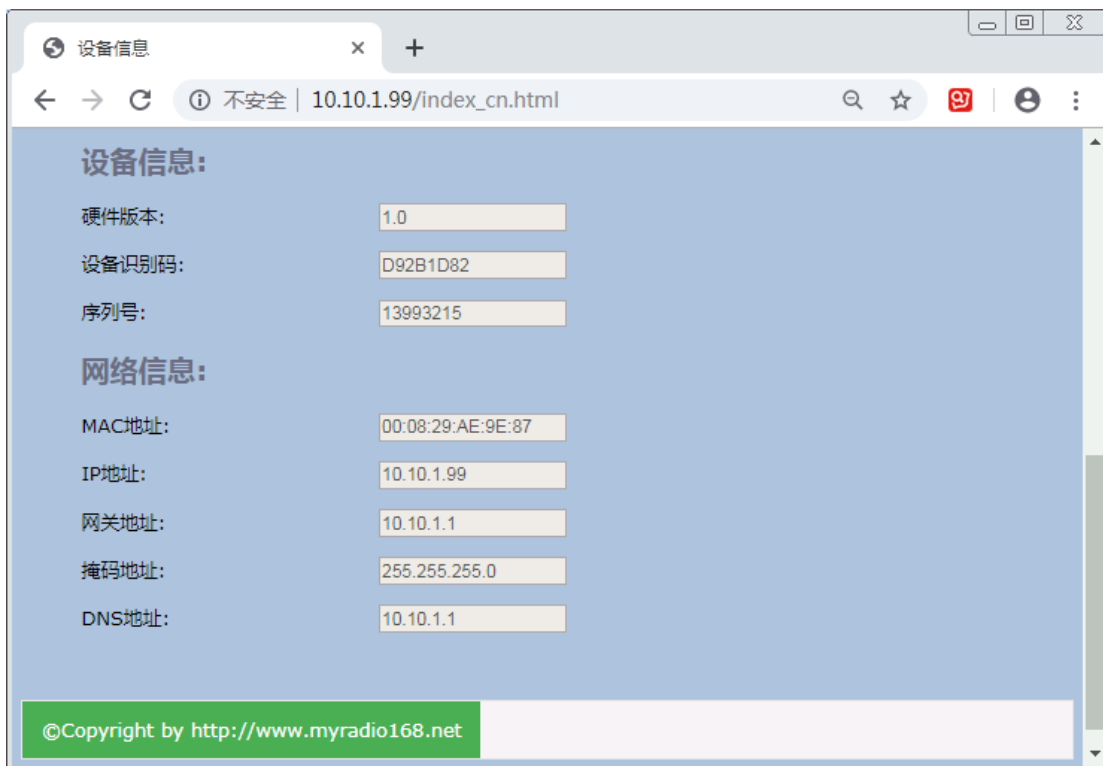 设备信息
不安全 | 10.10.1.99/index_cn.html
设备信息:
硬件版本: 1.0
设备识别码: D92B1D82
序列号: 13993215
网络信息:
MAC地址: 00:08:29:AE:9E:87
IP地址: 10.10.1.99
网关地址: 10.10.1.1
掩码地址: 255.255.255.0
DNS地址: 10.10.1.1
©Copyright by http://www.myradio168.net